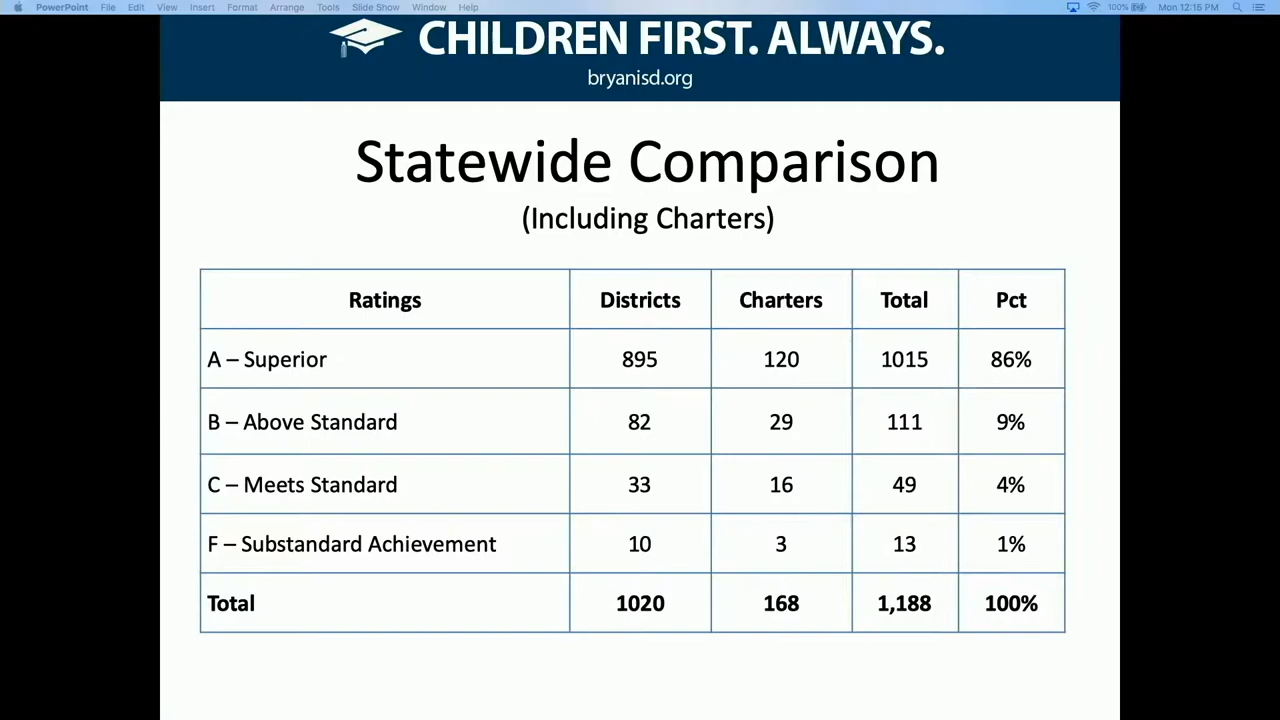 PowerPoint File Edit View Insert Format Arrange Tools Slide Show Window Help 100% Mon 12:15 PM
CHILDREN FIRST. ALWAYS.
bryanisd.org
Statewide Comparison
(Including Charters)
Ratings Districts Charters Total Pct
A – Superior 895 120 1015 86%
B – Above Standard 82 29 111 9%
C – Meets Standard 33 16 49 4%
F – Substandard Achievement 10 3 13 1%
Total 1020 168 1,188 100%